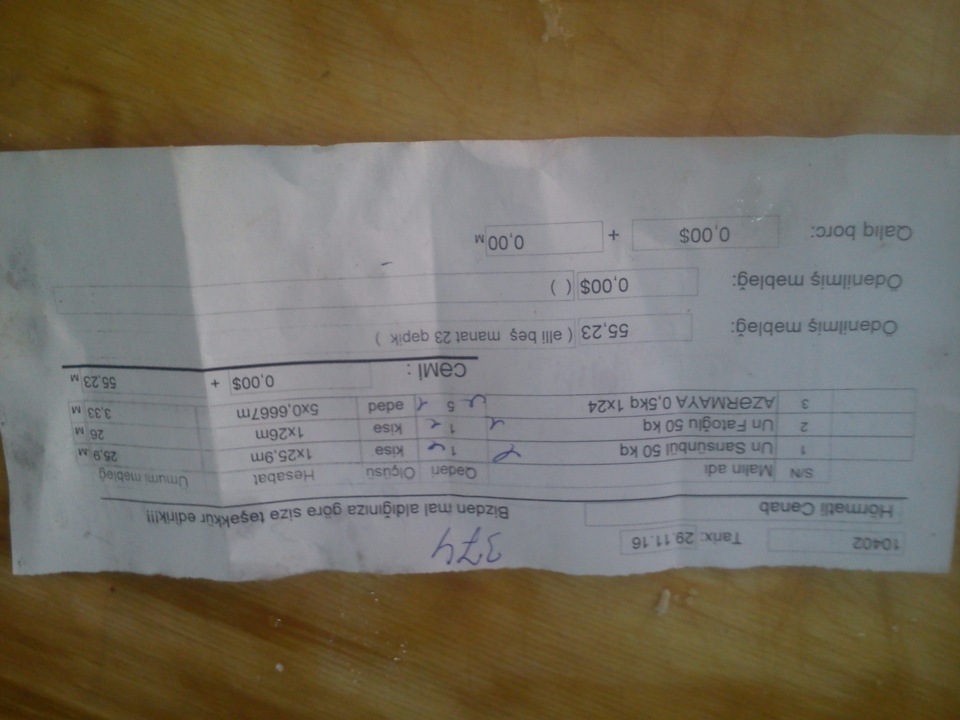 10402 Tarix: 29.11.16 374
Hörmətli Cənab Bizdən mal aldığınıza görə sizə təşəkkür edirik!!!
S/N Malın adı Qədəri Ölçüsü Hesabat Ümumi məbləğ
1 Un Sarısünbül 50 kq 1 kisə 1x25,9m 25,9 M
2 Un Fatoğlu 50 kq 1 kisə 1x26m 26 M
3 AZƏRMAYA 0,5kq 1x24 5 ədəd 5x0,6667m 3,33 M
CƏMİ : 0,00$ + 55,23 M
Ödənilmiş məbləğ: 55,23 ( əlli beş manat 23 qəpik )
Ödənilmiş məbləğ: 0,00$ ( )
Qalıq borc: 0,00$ + 0,00 M